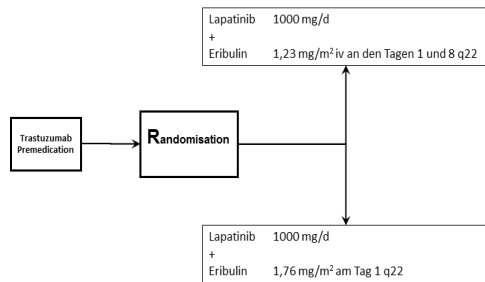 Lapatinib 1000 mg/d
+
Eribulin 1,23 mg/m² iv an den Tagen 1 und 8 q22
Trastuzumab
Premedication
Randomisation
Lapatinib 1000 mg/d
+
Eribulin 1,76 mg/m² am Tag 1 q22